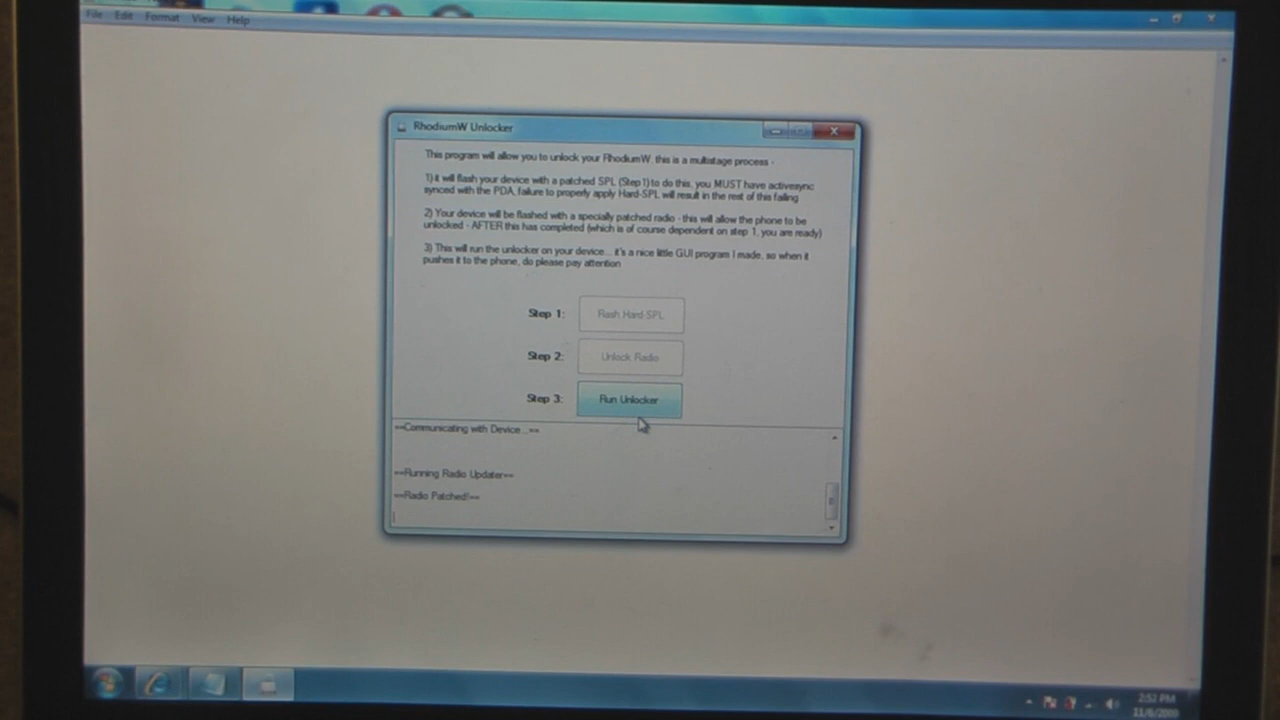 File Edit Format View Help
RhodiumW Unlocker
This program will allow you to unlock your RhodiumW. this is a multistage process -
1) it will flash your device with a patched SPL (Step1) to do this, you MUST have activesync
synced with the PDA, failure to properly apply Hard-SPL will result in the rest of this failing
2) Your device will be flashed with a specially patched radio - this will allow the phone to be
unlocked - AFTER this has completed (which is of course dependent on step 1, you are ready)
3) This will run the unlocker on your device... it's a nice little GUI program I made, so when it
pushes it to the phone, do please pay attention
Step 1: Flash Hard-SPL
Step 2: Unlock Radio
Step 3: Run Unlocker
==Communicating with Device...==
==Running Radio Updater==
==Radio Patched!==
2:52 PM